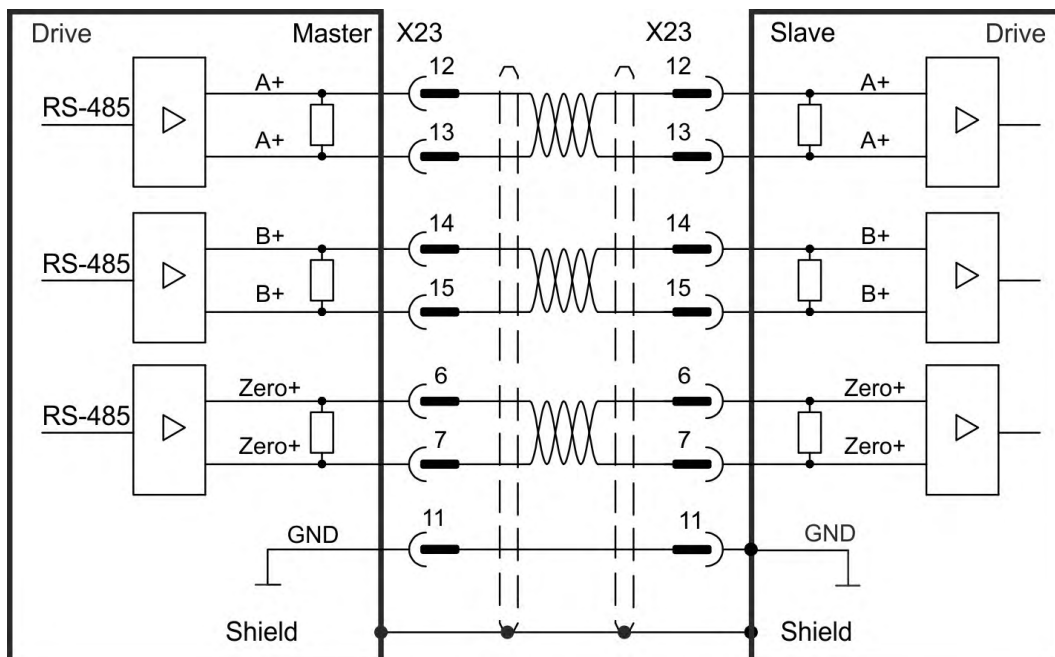 Drive Master X23 X23 Slave Drive
12 12
A+ A+
RS-485
13 13
A+ A+
14 14
B+ B+
RS-485
15 15
B+ B+
6 6
Zero+ Zero+
RS-485
7 7
Zero+ Zero+
11 11
GND GND
Shield Shield